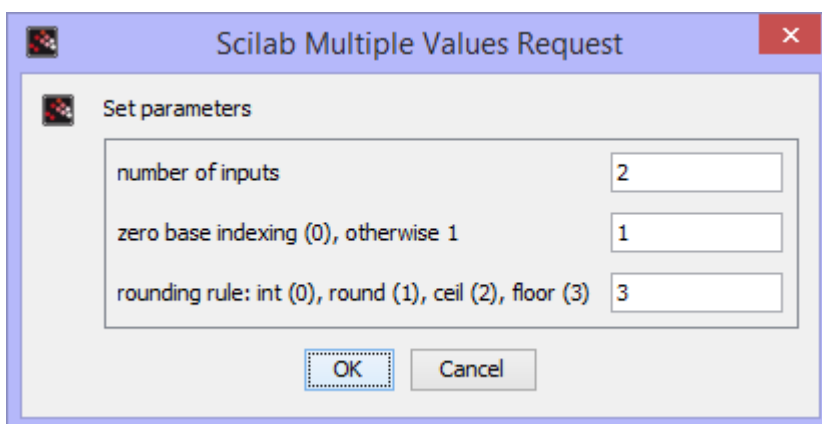 Scilab Multiple Values Request
Set parameters
number of inputs 2
zero base indexing (0), otherwise 1 1
rounding rule: int (0), round (1), ceil (2), floor (3) 3
OK Cancel